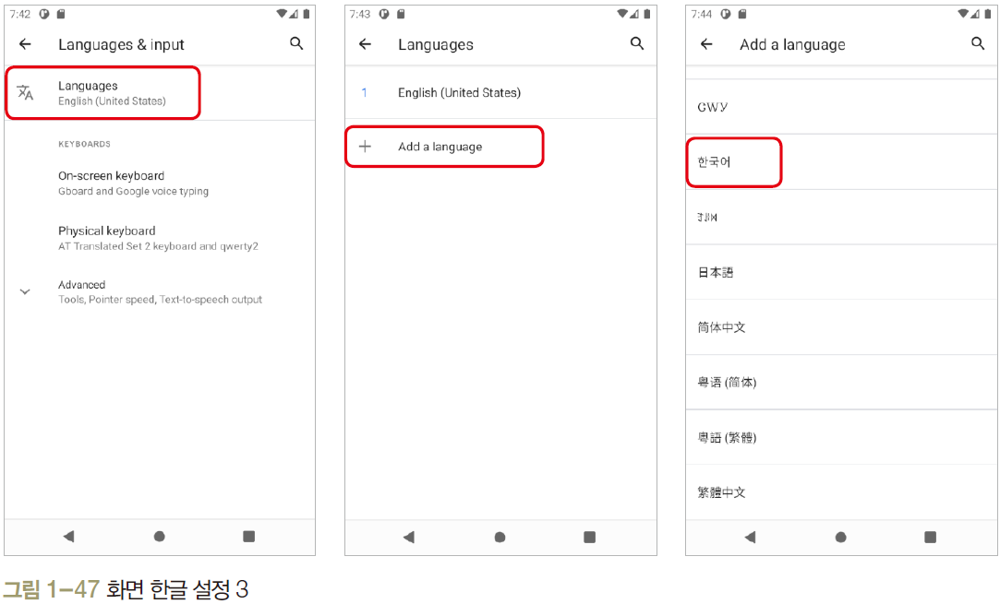 7:42
Languages & input
Languages
English (United States)
KEYBOARDS
On-screen keyboard
Gboard and Google voice typing
Physical keyboard
AT Translated Set 2 keyboard and qwerty2
Advanced
Tools, Pointer speed, Text-to-speech output
7:43
Languages
1 English (United States)
Add a language
7:44
Add a language
ᏣᎳᎩ
한국어
日本語
简体中文
粤语 (简体)
粵語 (繁體)
繁體中文
그림 1-47 화면 한글 설정 3